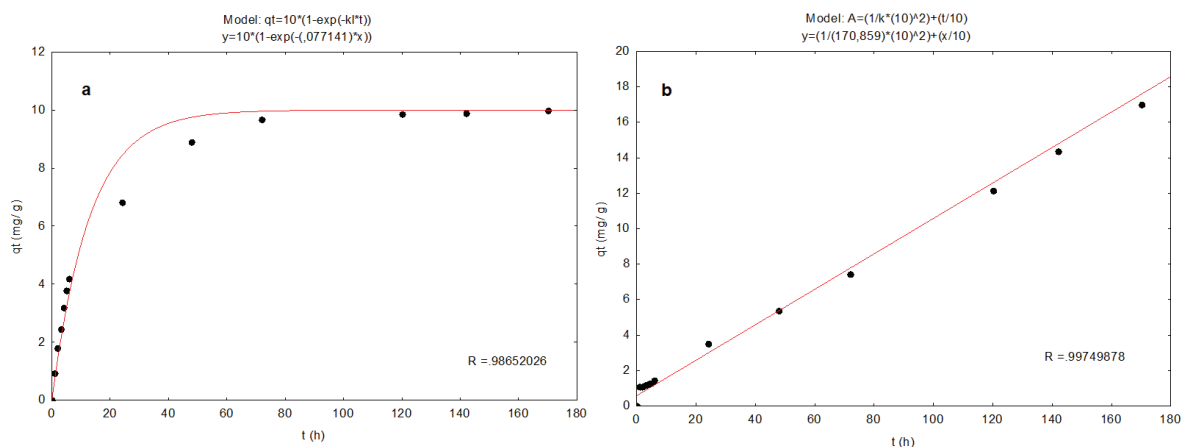 Model: qt=10*(1-exp(-kl*t))
y=10*(1-exp(-(,077141)*x))
a
12
10
8
6
4
2
0
qt (mg/ g)
R =.98652026
0 20 40 60 80 100 120 140 160 180
t (h)
Model: A=(1/k*(10)^2)+(t/10)
y=(1/(170,859)*(10)^2)+(x/10)
b
20
18
16
14
12
10
8
6
4
2
0
qt (mg/ g)
R =.99749878
0 20 40 60 80 100 120 140 160 180
t (h)